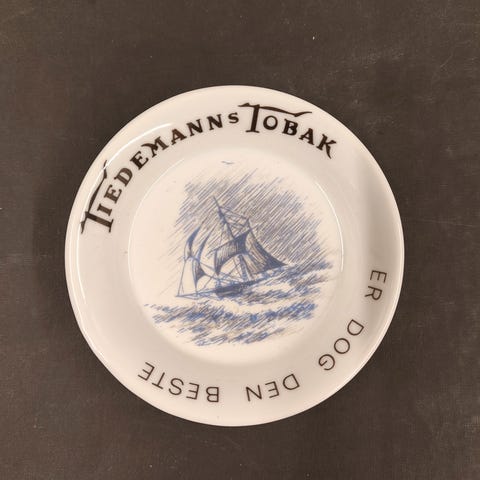 TIEDEMANNS TOBAK
ER DOG DEN BESTE